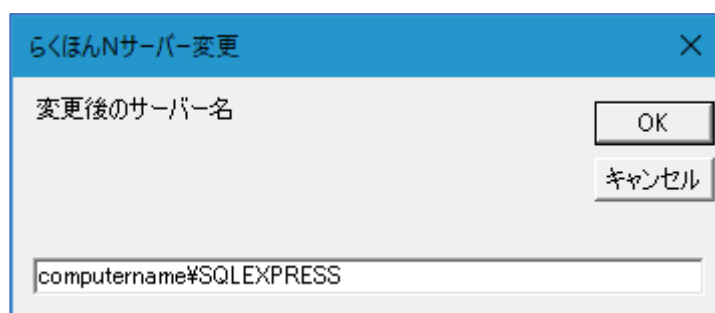 らくほんNサーバー変更
変更後のサーバー名
OK
キャンセル
computername¥SQLEXPRESS